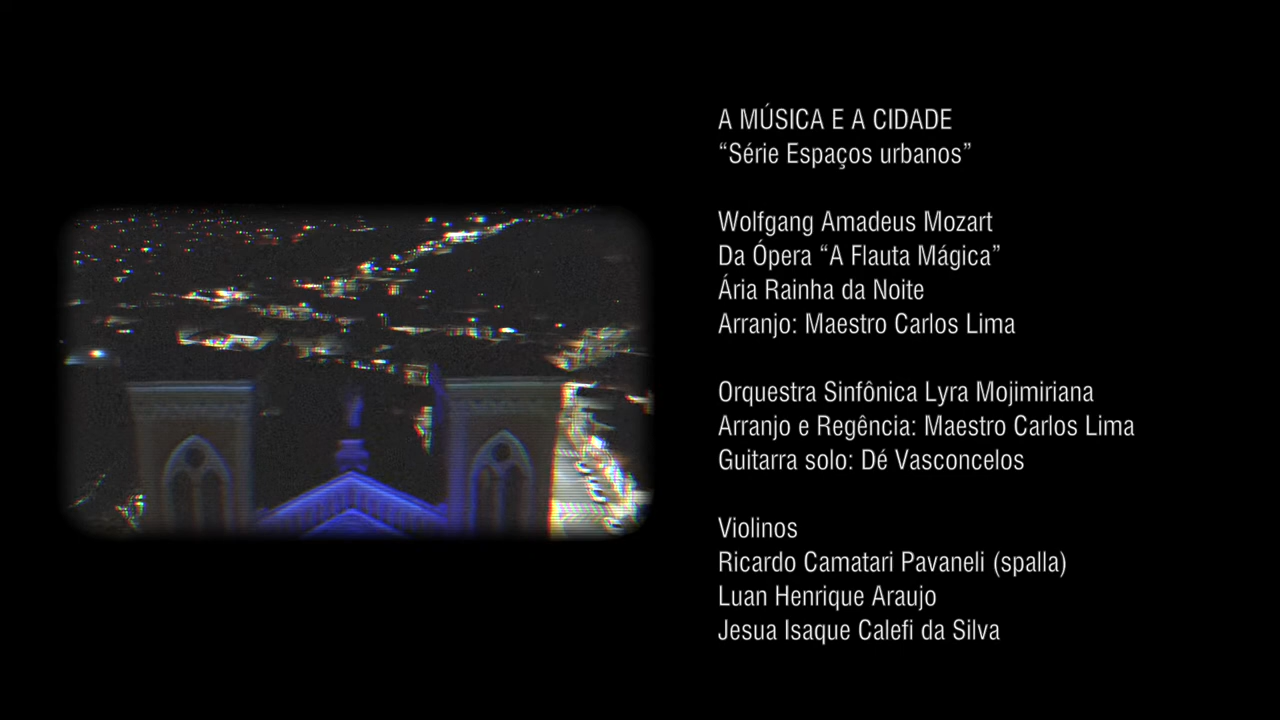 A MÚSICA E A CIDADE
“Série Espaços urbanos”
Wolfgang Amadeus Mozart
Da Ópera “A Flauta Mágica”
Ária Rainha da Noite
Arranjo: Maestro Carlos Lima
Orquestra Sinfônica Lyra Mojimiriana
Arranjo e Regência: Maestro Carlos Lima
Guitarra solo: Dé Vasconcelos
Violinos
Ricardo Camatari Pavaneli (spalla)
Luan Henrique Araujo
Jesua Isaque Calefi da Silva